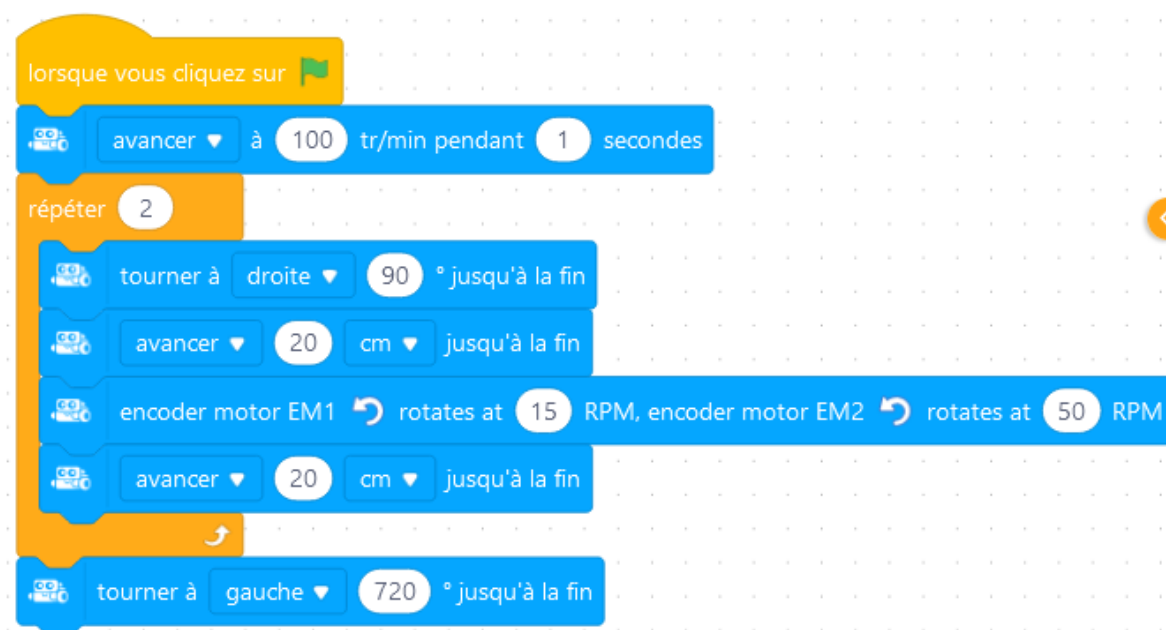 lorsque vous cliquez sur
avancer à 100 tr/min pendant 1 secondes
répéter 2
tourner à droite 90 ° jusqu'à la fin
avancer 20 cm jusqu'à la fin
encoder motor EM1 rotates at 15 RPM, encoder motor EM2 rotates at 50 RPM
avancer 20 cm jusqu'à la fin
tourner à gauche 720 ° jusqu'à la fin